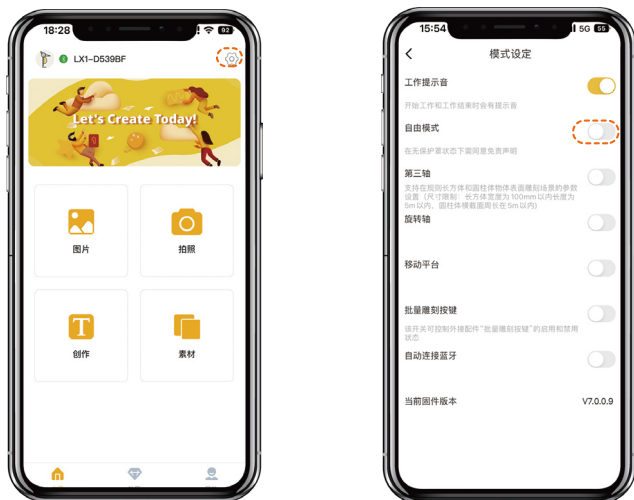 18:28
92
LX1-D539BF
Let's Create Today!
图片
拍照
创作
素材
15:54
5G 55
模式设定
工作提示音
开始工作和工作结束时会有提示音
自由模式
在无保护罩状态下需同意免责声明
第三轴
支持在规则长方体和圆柱体物体表面雕刻场景的参数
设置（尺寸限制：长方体宽度为100mm以内长度为
5m以内，圆柱体横截面周长在5m以内)
旋转轴
移动平台
批量雕刻按键
该开关可控制外接配件“批量雕刻按键”的启用和禁用
状态
自动连接蓝牙
当前固件版本
V7.0.0.9